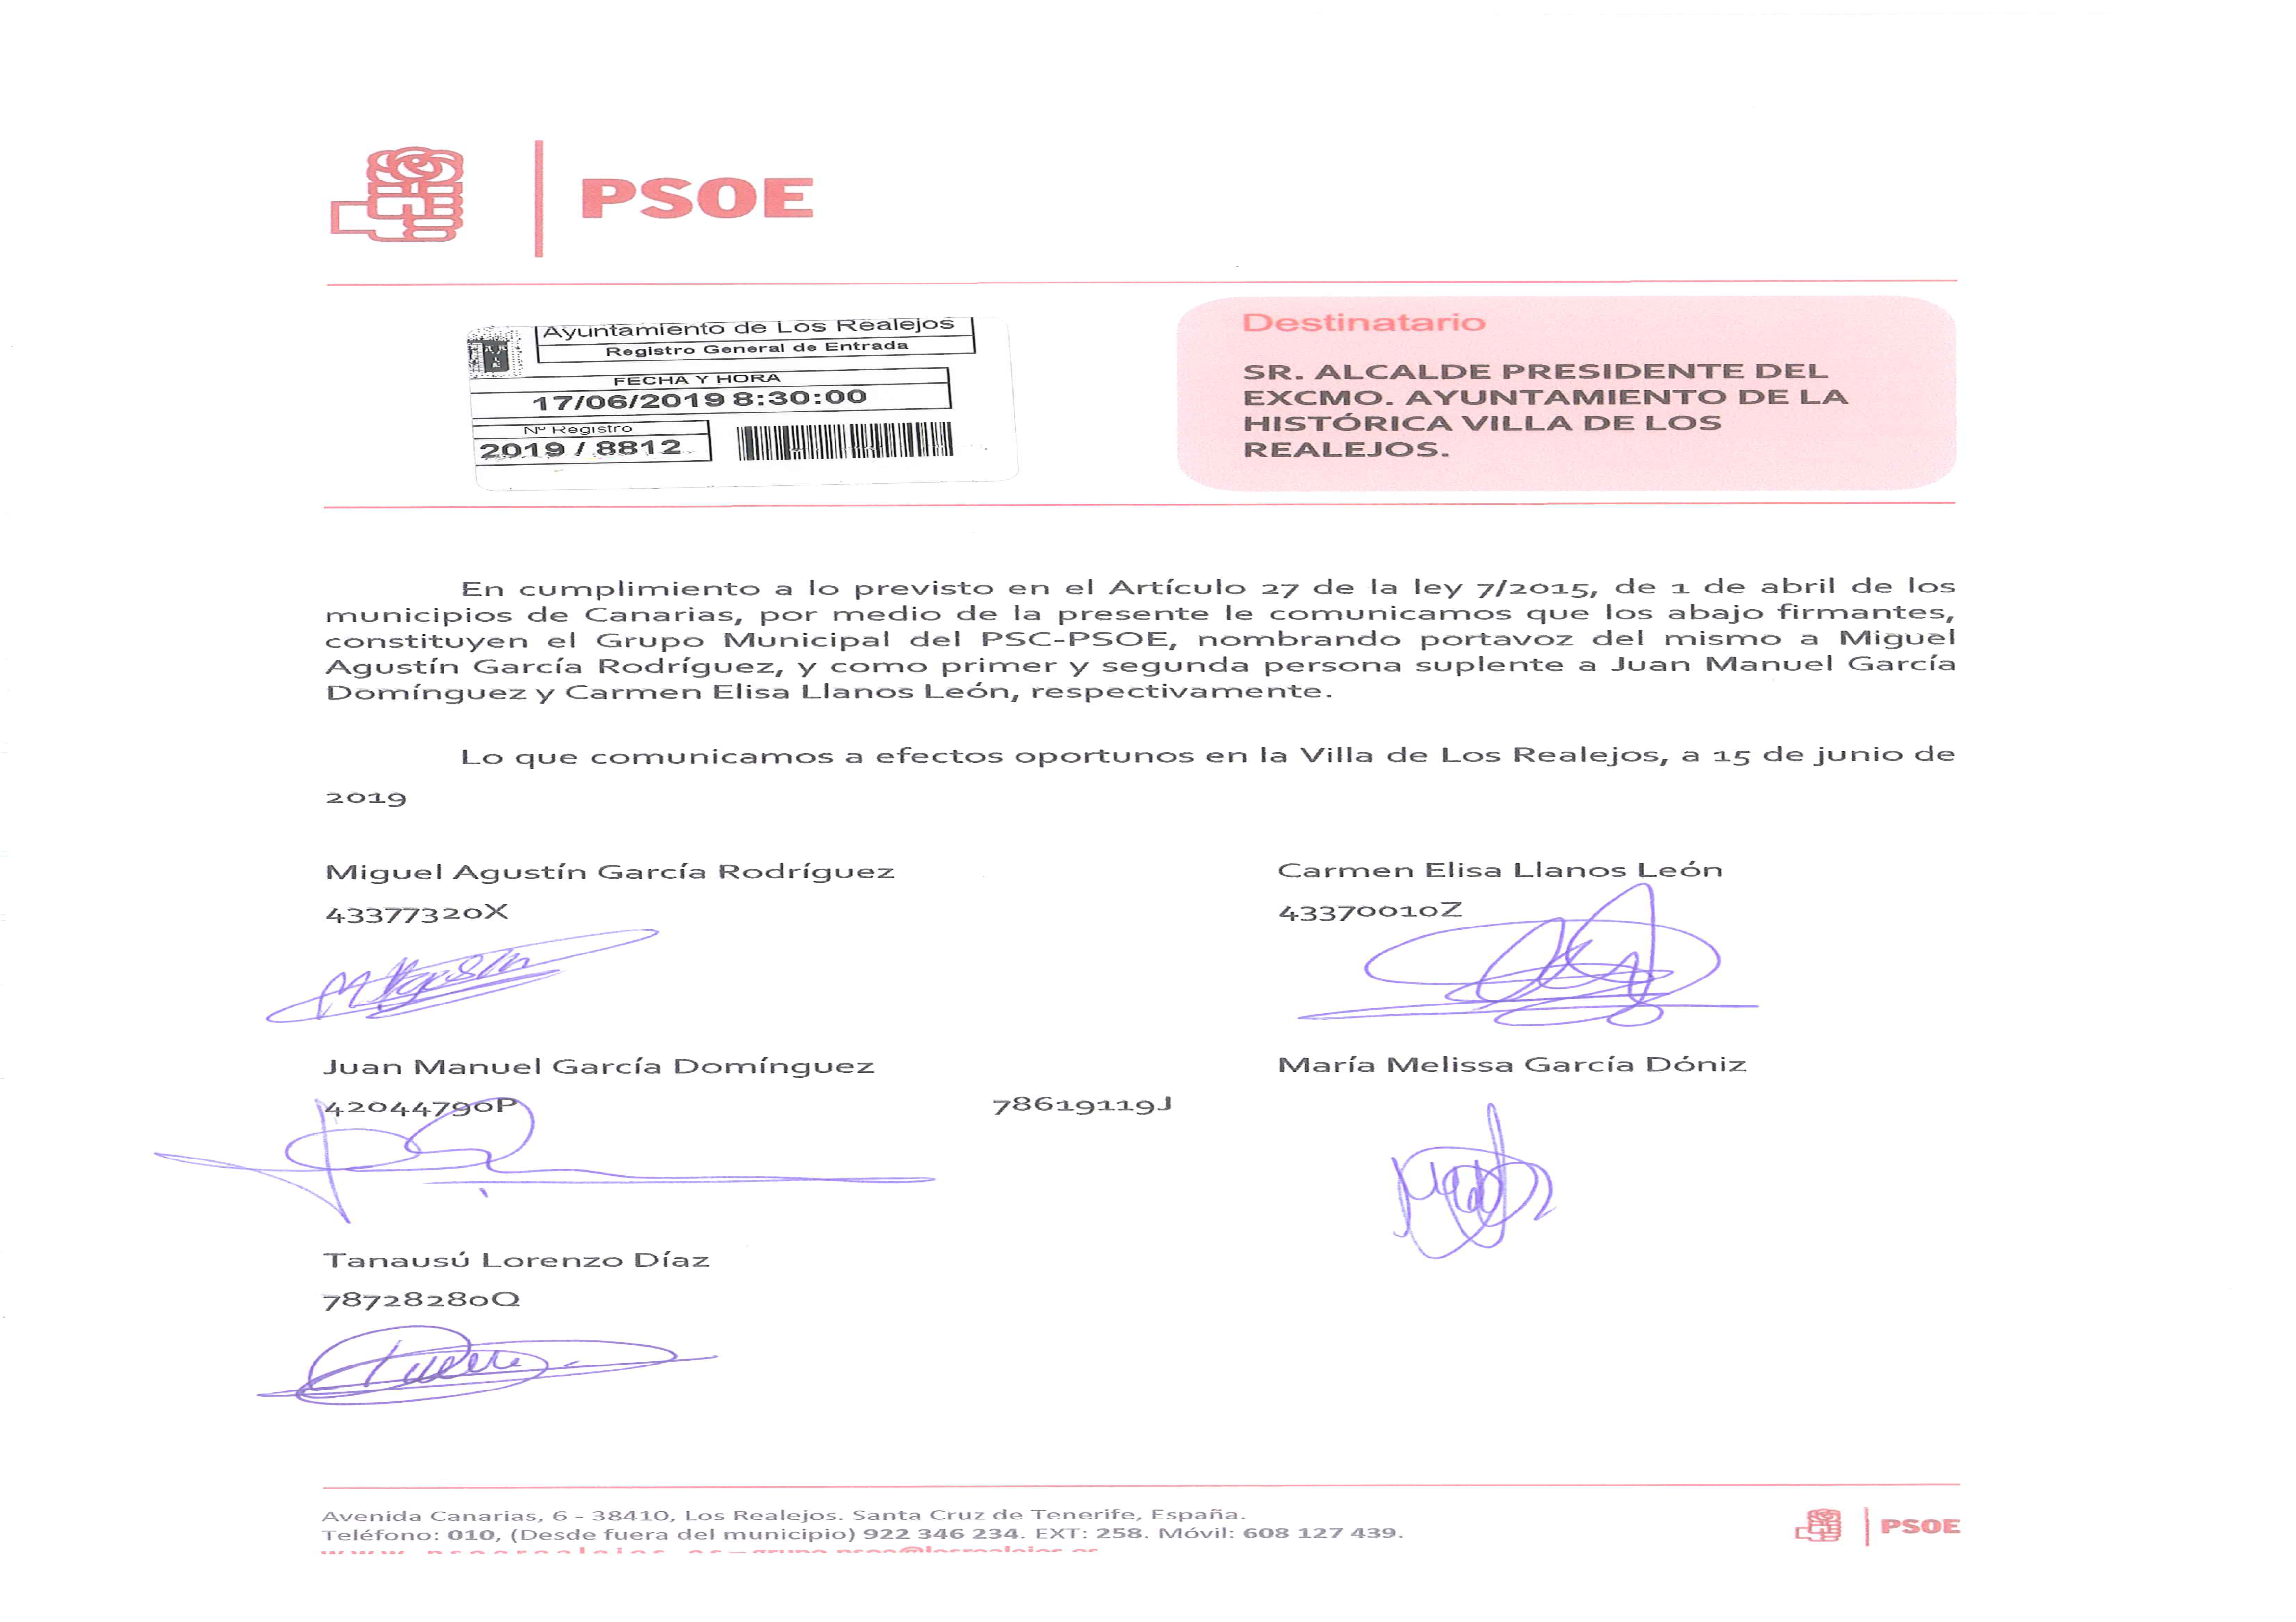 PSOE
Ayuntamiento de Los Realejos
Registro General de Entrada
FECHA Y HORA
17/06/2019 8:30:00
Nº Registro
2019 / 8812
Destinatario
SR. ALCALDE PRESIDENTE DEL
EXCMO. AYUNTAMIENTO DE LA
HISTÓRICA VILLA DE LOS
REALEJOS.
En cumplimiento a lo previsto en el Artículo 27 de la ley 7/2015, de 1 de abril de los
municipios de Canarias, por medio de la presente le comunicamos que los abajo firmantes,
constituyen el Grupo Municipal del PSC-PSOE, nombrando portavoz del mismo a Miguel
Agustín García Rodríguez, y como primer y segunda persona suplente a Juan Manuel García
Domínguez y Carmen Elisa Llanos León, respectivamente.
Lo que comunicamos a efectos oportunos en la Villa de Los Realejos, a 15 de junio de
2019
Miguel Agustín García Rodríguez
43377320X
Carmen Elisa Llanos León
43370010Z
Juan Manuel García Domínguez
María Melissa García Dóniz
42044790P
78619119J
Tanausú Lorenzo Díaz
78728280Q
Avenida Canarias, 6 - 38410, Los Realejos. Santa Cruz de Tenerife, España.
Teléfono: 010, (Desde fuera del municipio) 922 346 234. EXT: 258. Móvil: 608 127 439.
PSOE